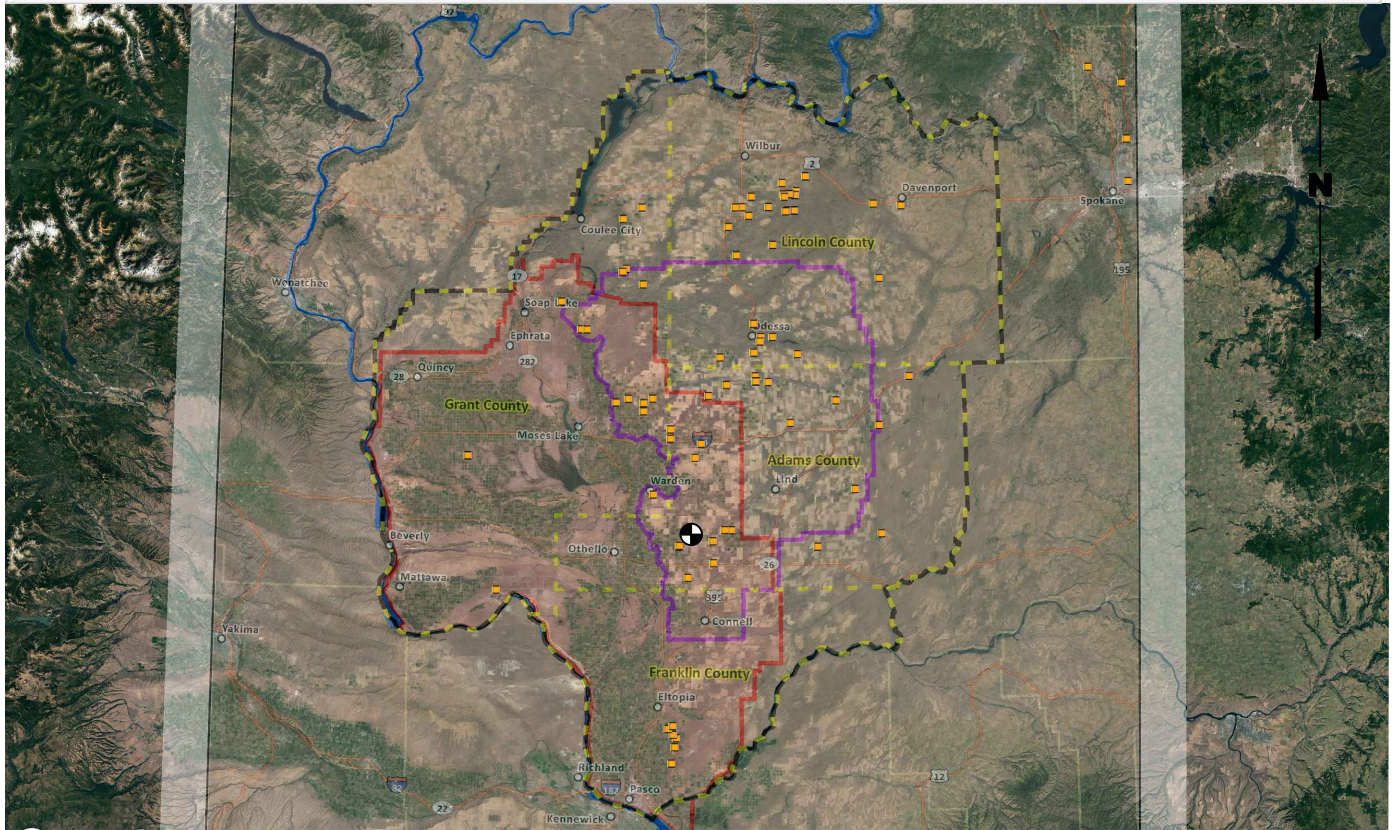 97
Wilbur
2
Davenport
Spokane
N
Coulee City
Lincoln County
17
195
Wenatchee
Soap Lake
Odessa
Ephrata
282
28
Quincy
Grant County
Moses Lake
Adams County
Warden
Lind
Beverly
Othello
26
Mattawa
395
Connell
Yakima
Franklin County
Eltopia
Richland
12
82
182
Pasco
22
Kennewick